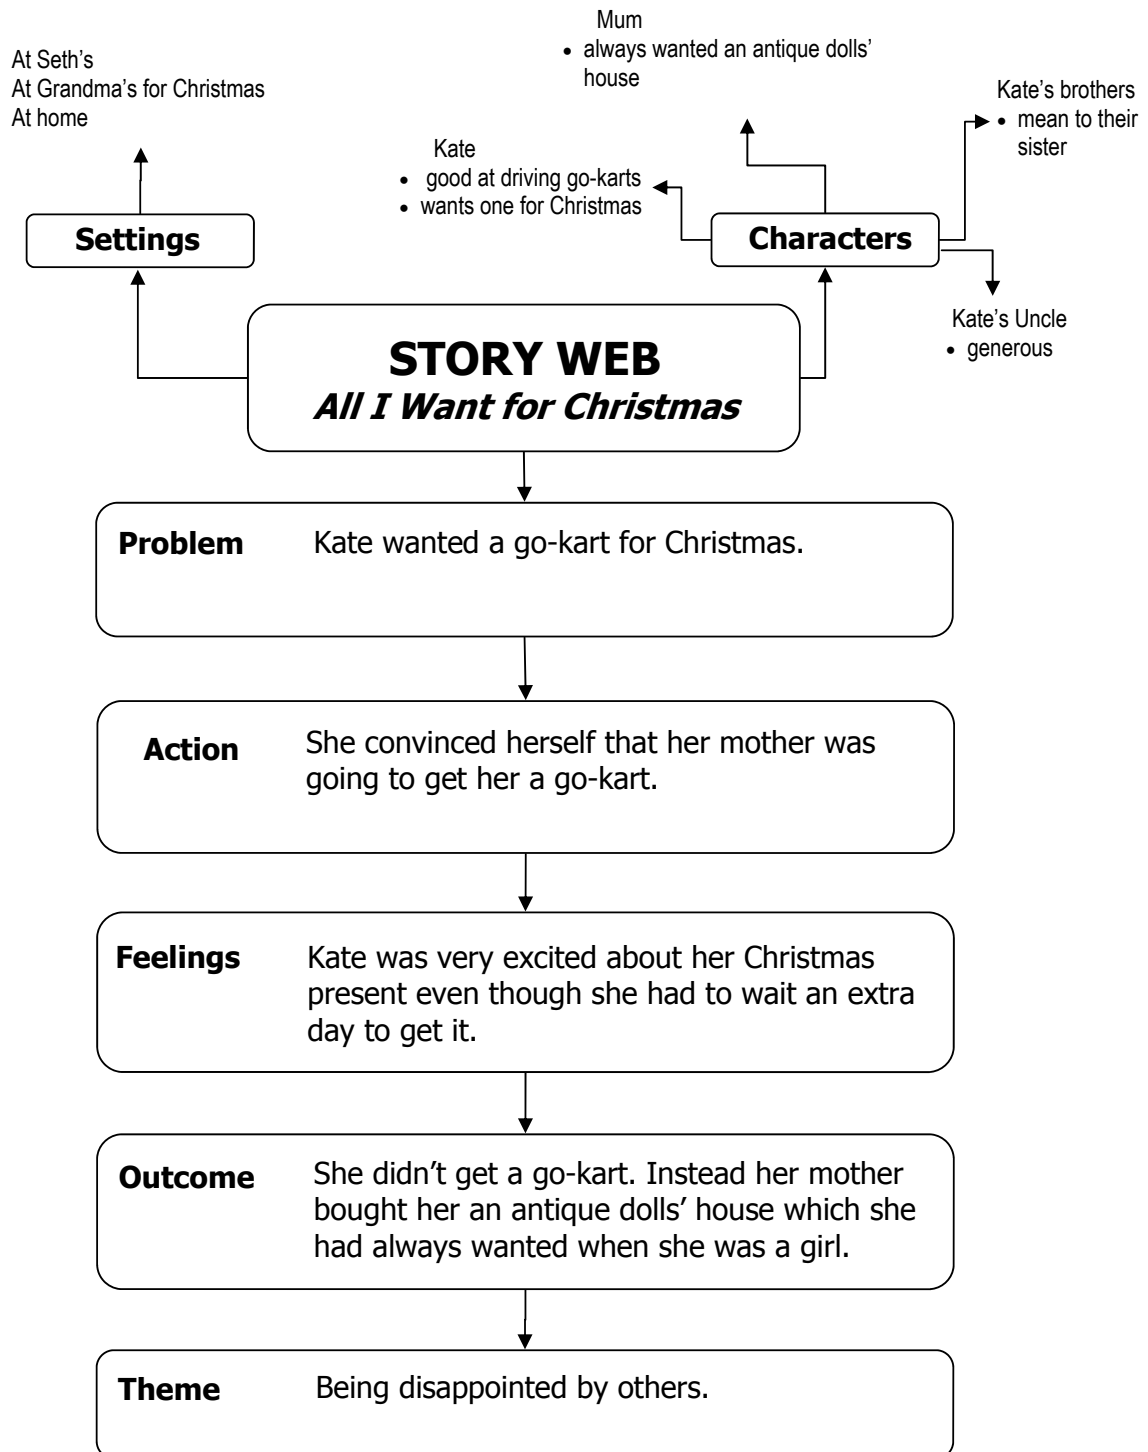 At Seth’s
At Grandma’s for Christmas
At home
Mum
• always wanted an antique dolls’
house
Kate’s brothers
• mean to their
sister
Kate
• good at driving go-karts
• wants one for Christmas
Settings
Characters
Kate’s Uncle
• generous
STORY WEB
All I Want for Christmas
Problem Kate wanted a go-kart for Christmas.
Action She convinced herself that her mother was
going to get her a go-kart.
Feelings Kate was very excited about her Christmas
present even though she had to wait an extra
day to get it.
Outcome She didn’t get a go-kart. Instead her mother
bought her an antique dolls’ house which she
had always wanted when she was a girl.
Theme Being disappointed by others.